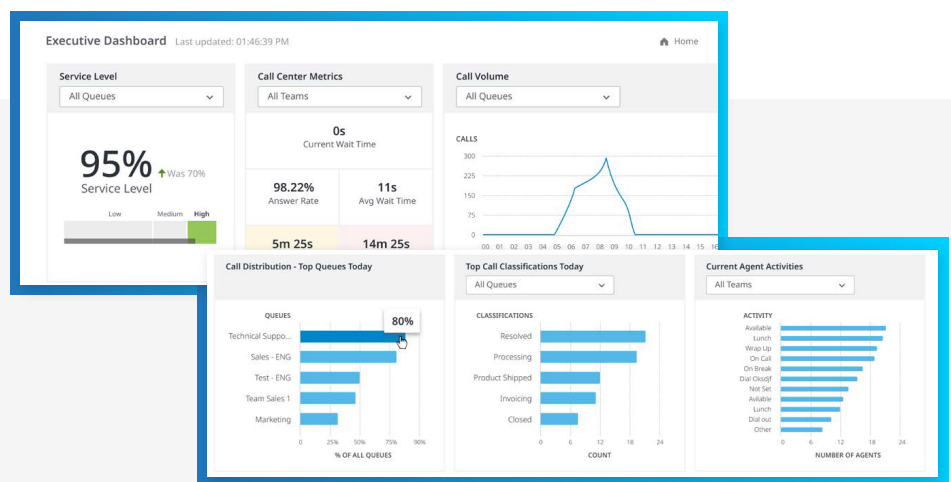 Executive Dashboard Last updated: 01:46:39 PM
Home
Service Level
All Queues
95%
Was 70%
Service Level
Low Medium High
Call Center Metrics
All Teams
0s
Current Wait Time
98.22%
Answer Rate
11s
Avg Wait Time
5m 25s
14m 25s
Call Volume
All Queues
CALLS
300
225
150
75
0
00 01 02 03 04 05 06 07 08 09 10 11 12 13 14 15 16
Call Distribution - Top Queues Today
QUEUES
80%
Technical Suppo...
Sales - ENG
Test - ENG
Team Sales 1
Marketing
0 25% 50% 75% 90%
% OF ALL QUEUES
Top Call Classifications Today
All Queues
CLASSIFICATIONS
Resolved
Processing
Product Shipped
Invoicing
Closed
0 6 12 18 24
COUNT
Current Agent Activities
All Teams
ACTIVITY
Available
Lunch
Wrap Up
On Call
On Break
Dial Oksdjf
Not Set
Avilable
Lunch
Dial out
Other
0 6 12 18 24
NUMBER OF AGENTS